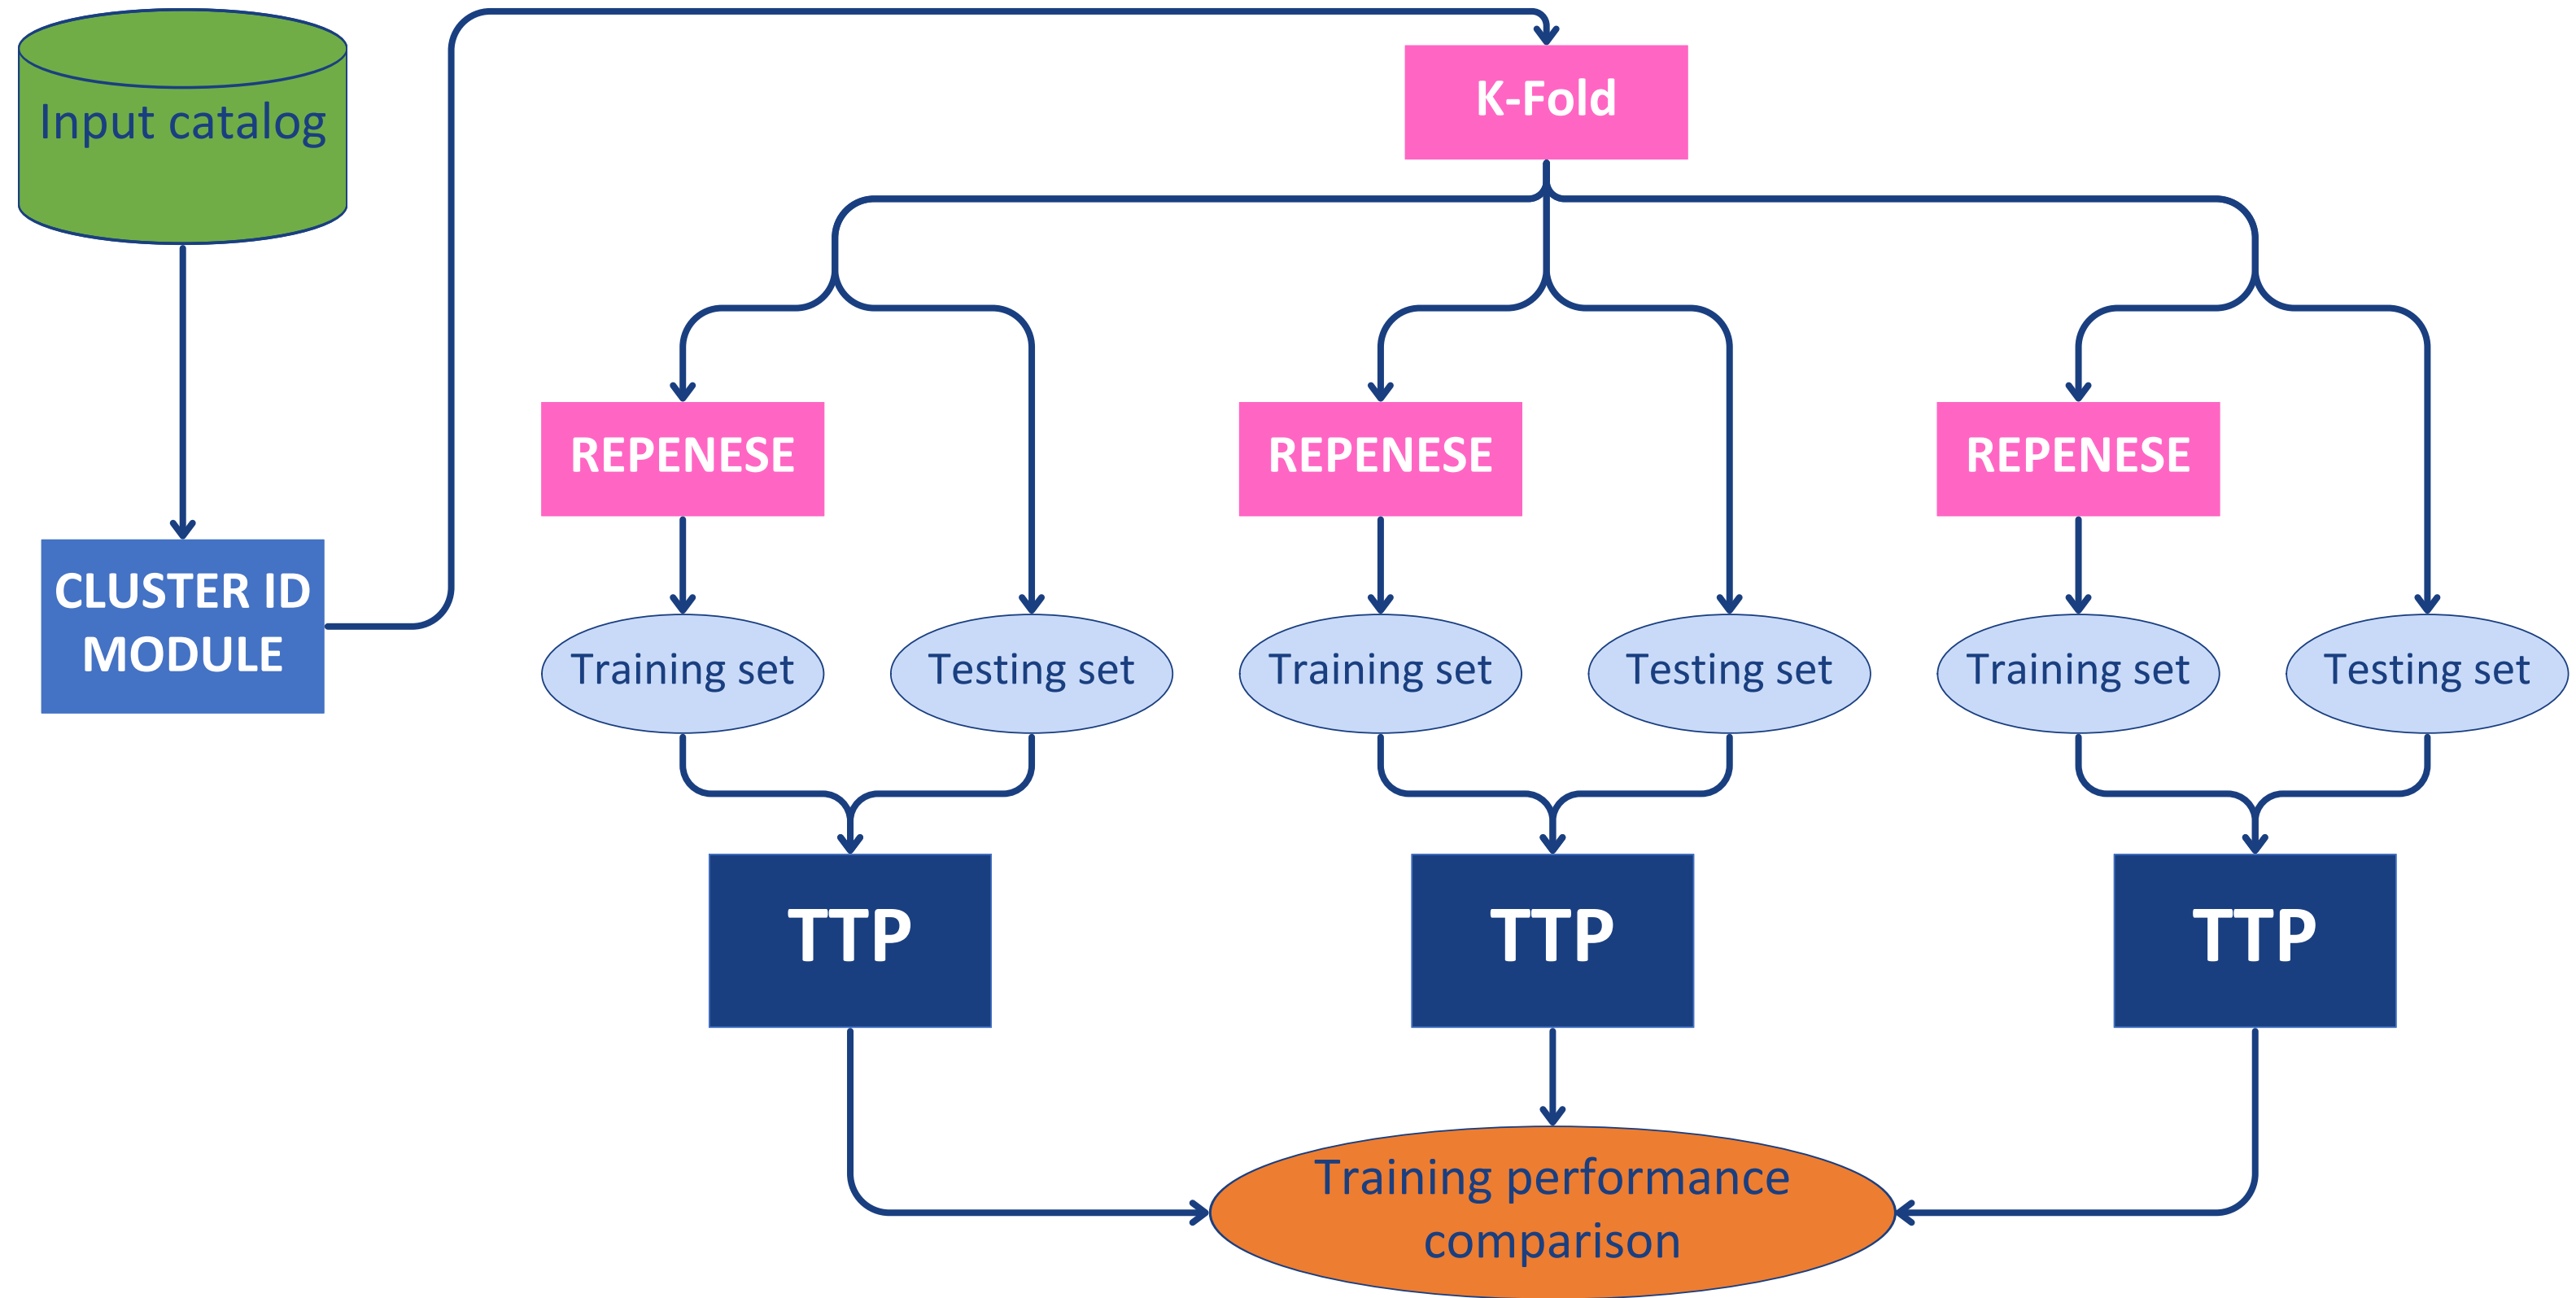 Input catalog
K-Fold
REPENESE
REPENESE
REPENESE
CLUSTER ID
MODULE
Training set
Testing set
Training set
Testing set
Training set
Testing set
TTP
TTP
TTP
Training performance
comparison